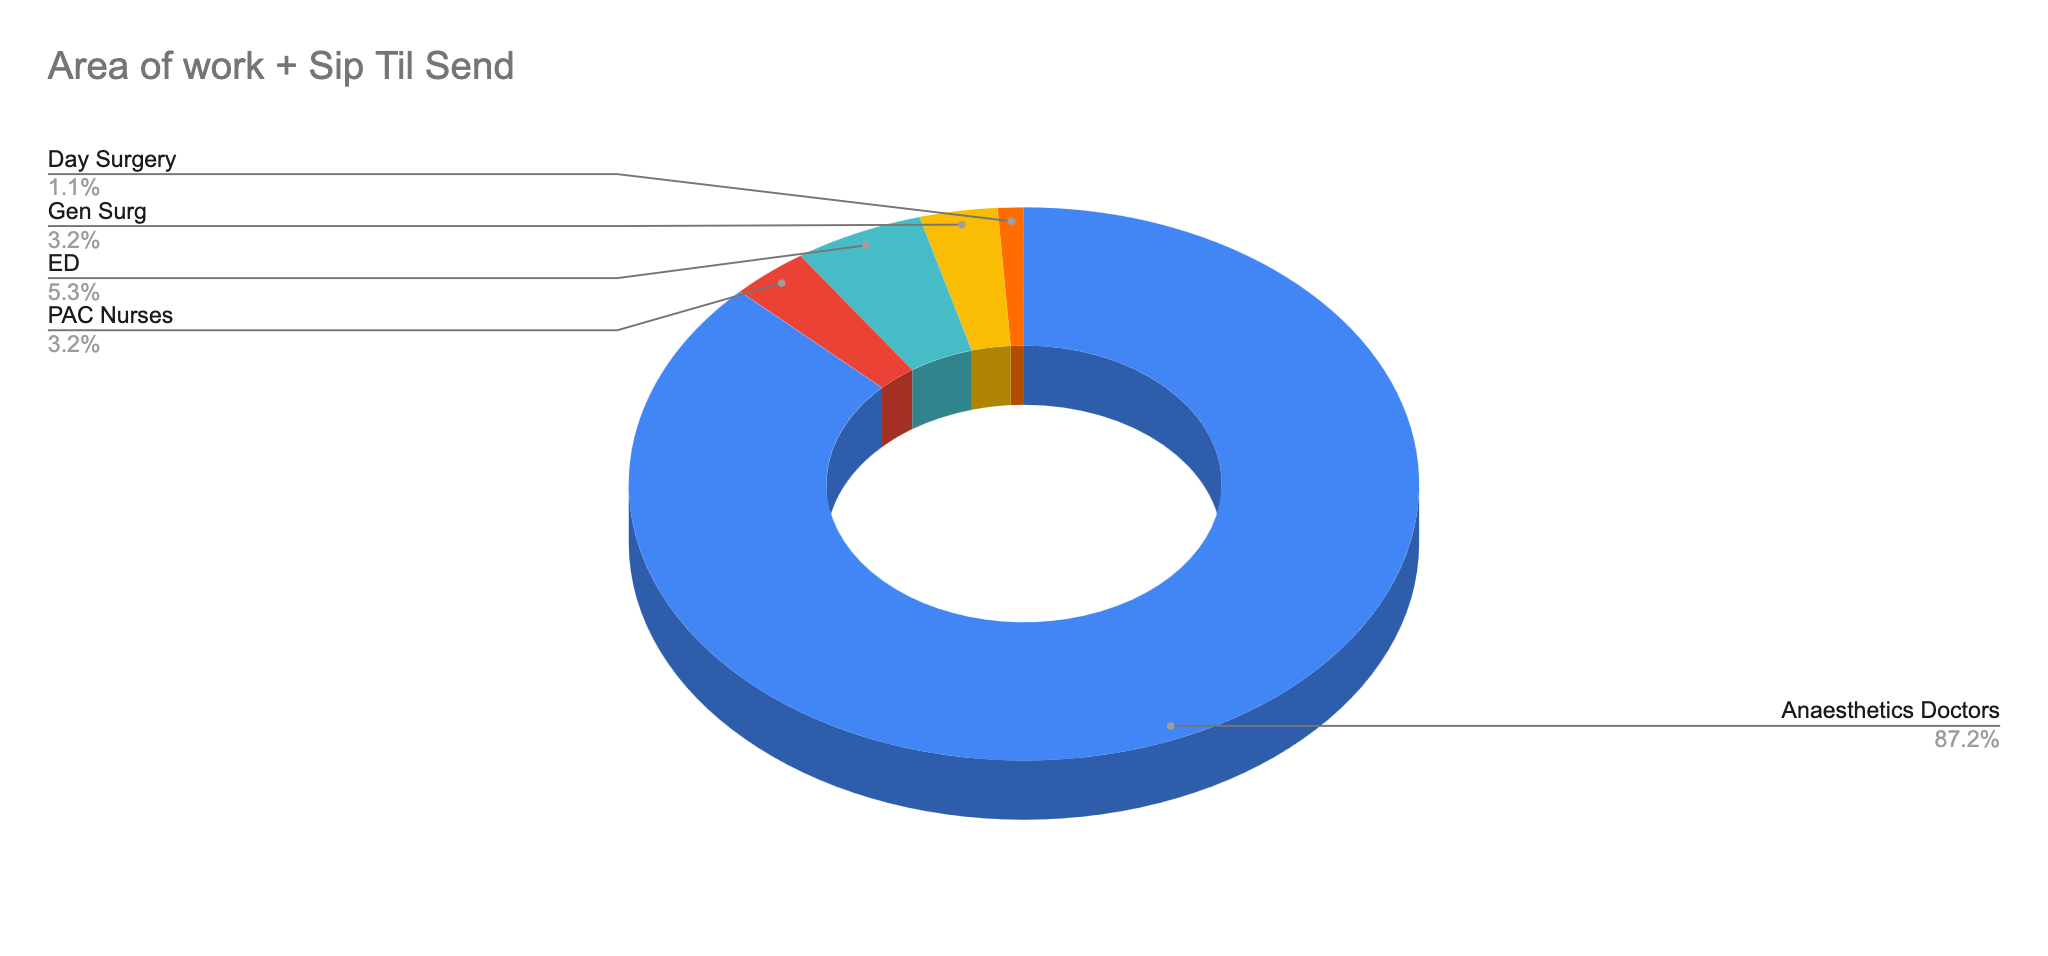 Area of work + Sip Til Send
Day Surgery
1.1%
Gen Surg
3.2%
ED
5.3%
PAC Nurses
3.2%
Anaesthetics Doctors
87.2%